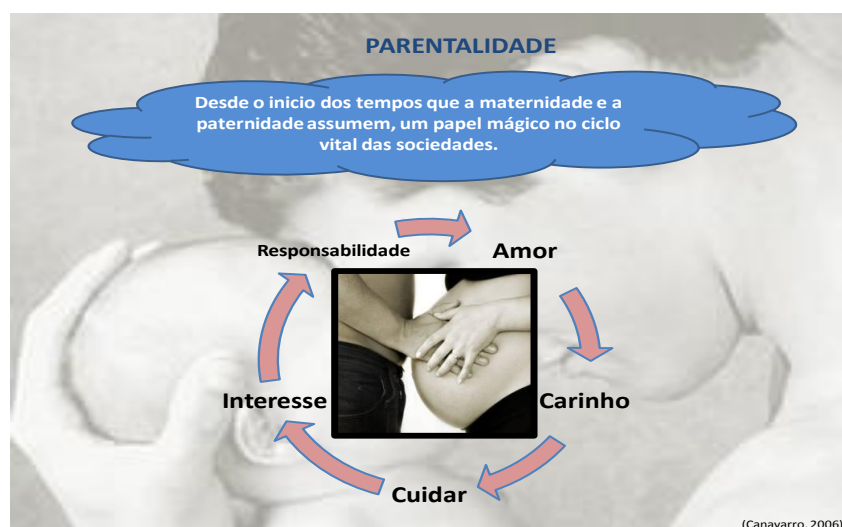 PARENTALIDADE
Desde o inicio dos tempos que a maternidade e a
paternidade assumem, um papel mágico no ciclo
vital das sociedades.
Responsabilidade
Amor
Interesse
Carinho
Cuidar
(Canavarro, 2006)